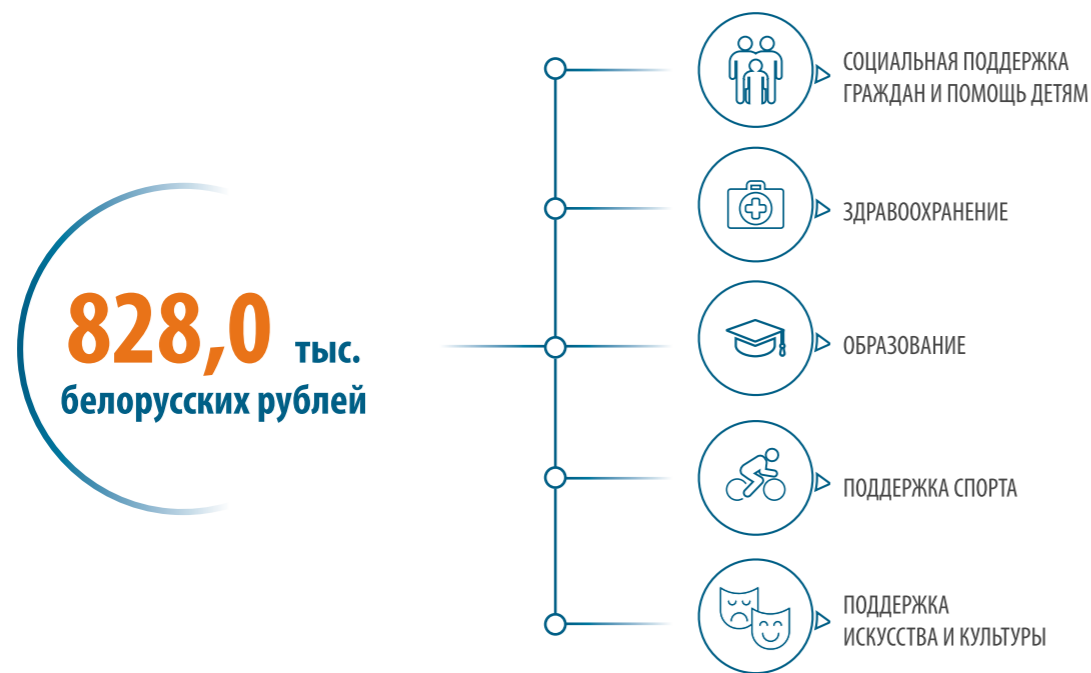 828,0 тыс.
белорусских рублей
СОЦИАЛЬНАЯ ПОДДЕРЖКА
ГРАЖДАН И ПОМОЩЬ ДЕТЯМ
ЗДРАВООХРАНЕНИЕ
ОБРАЗОВАНИЕ
ПОДДЕРЖКА СПОРТА
ПОДДЕРЖКА
ИСКУССТВА И КУЛЬТУРЫ